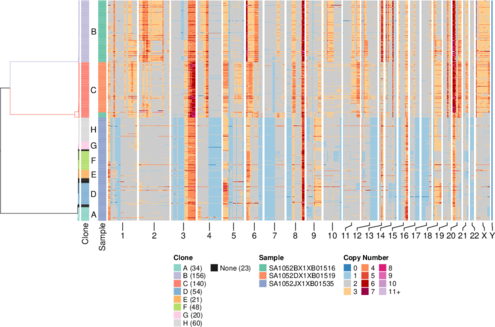 B
C
H
G
F
E
D
A
Clone
Sample
1 2 3 4 5 6 7 8 9 10 11 12 13 14 15 16 17 18 19 20 21 22 X Y
Clone Sample Copy Number
A (34) None (23) SA1052BX1XB01516 0 4 8
B (156) SA1052DX1XB01519 1 5 9
C (140) SA1052JX1XB01535 2 6 10
D (54) 3 7 11+
E (21)
F (48)
G (20)
H (60)